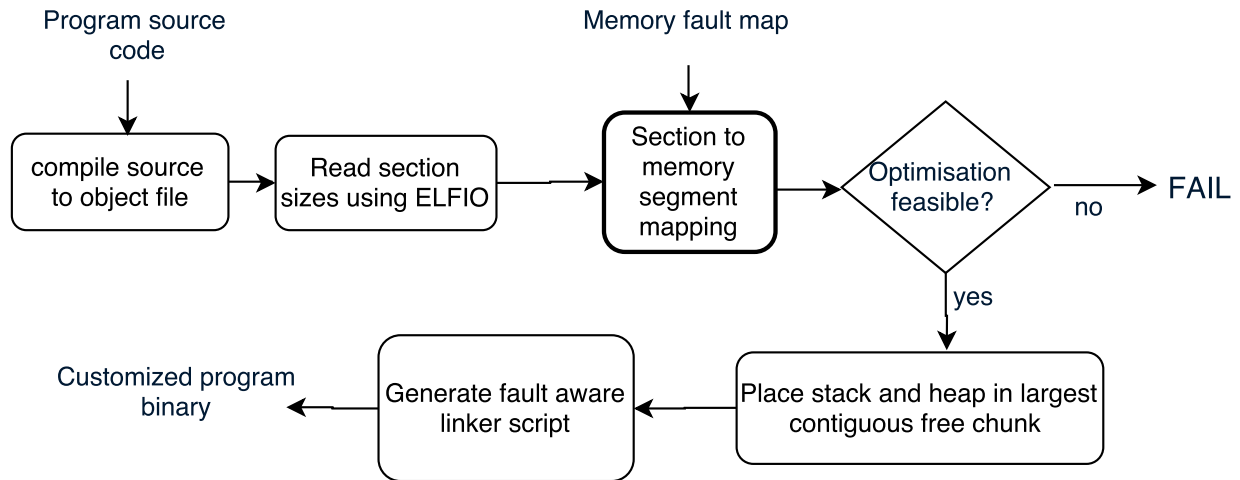 Program source
code
Memory fault map
compile source
to object file
Read section
sizes using ELFIO
Section to
memory
segment
mapping
Optimisation
feasible?
no
FAIL
yes
Place stack and heap in largest
contiguous free chunk
Generate fault aware
linker script
Customized program
binary